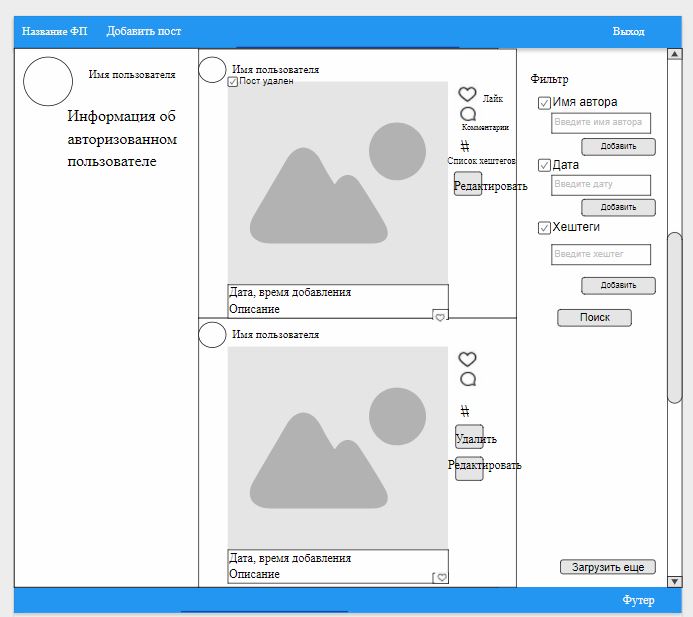 Название ФП
Добавить пост
Выход
Имя пользователя
Информация об
авторизованном
пользователе
Имя пользователя
Пост удален
Лайк
Комментарии
#
Список хештегов
Редактировать
Дата, время добавления
Описание
Имя пользователя
#
Удалить
Редактировать
Дата, время добавления
Описание
Фильтр
Имя автора
Введите имя автора
Добавить
Дата
Введите дату
Добавить
Хештеги
Введите хештег
Добавить
Поиск
Загрузить еще
Футер